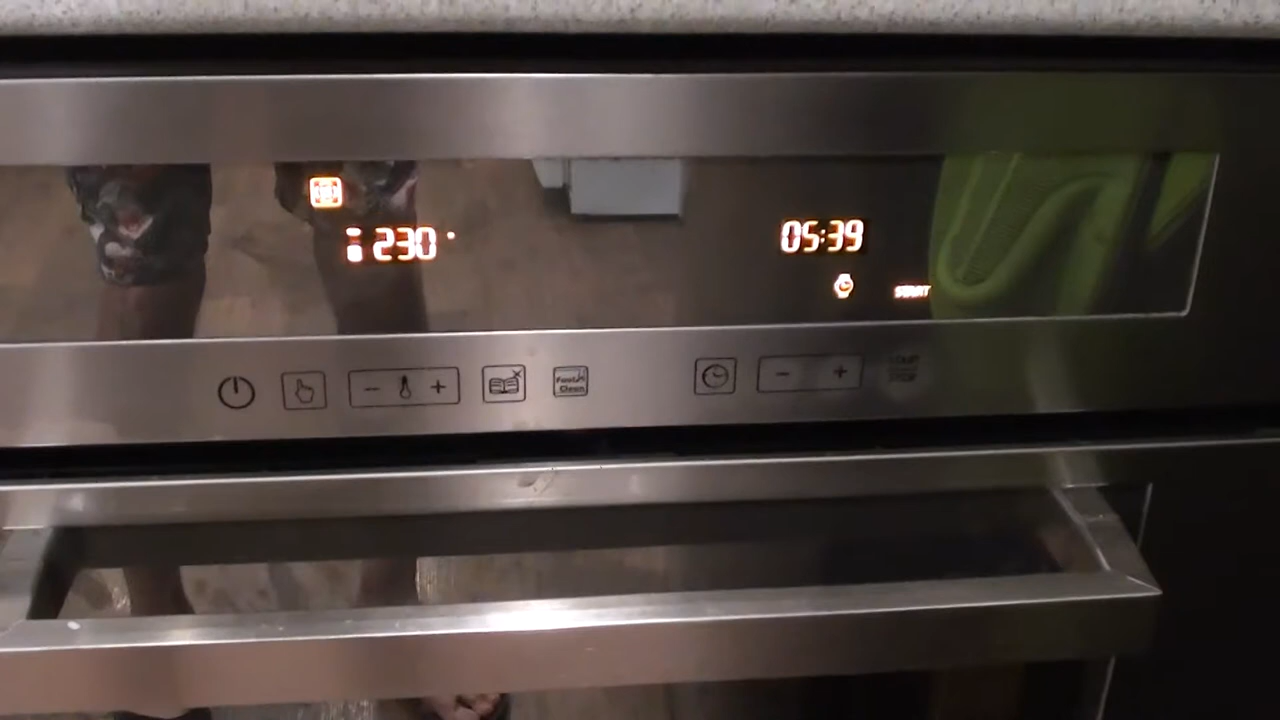 230°
05:39
START
- +
Fast
Clean
- +
START
STOP